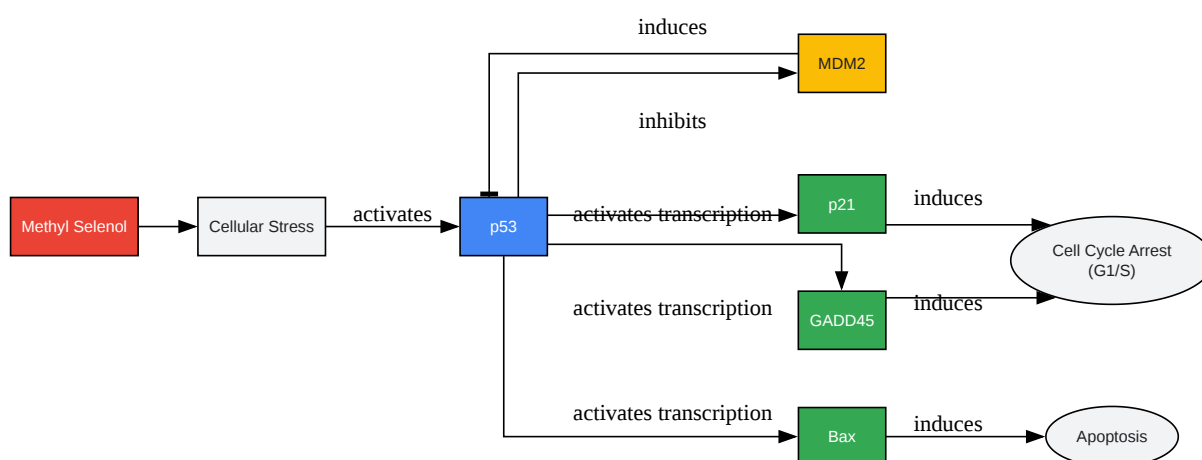 induces
MDM2
inhibits
Methyl Selenol
Cellular Stress
activates
p53
activates transcription
p21
induces
Cell Cycle Arrest
(G1/S)
activates transcription
GADD45
induces
activates transcription
Bax
induces
Apoptosis